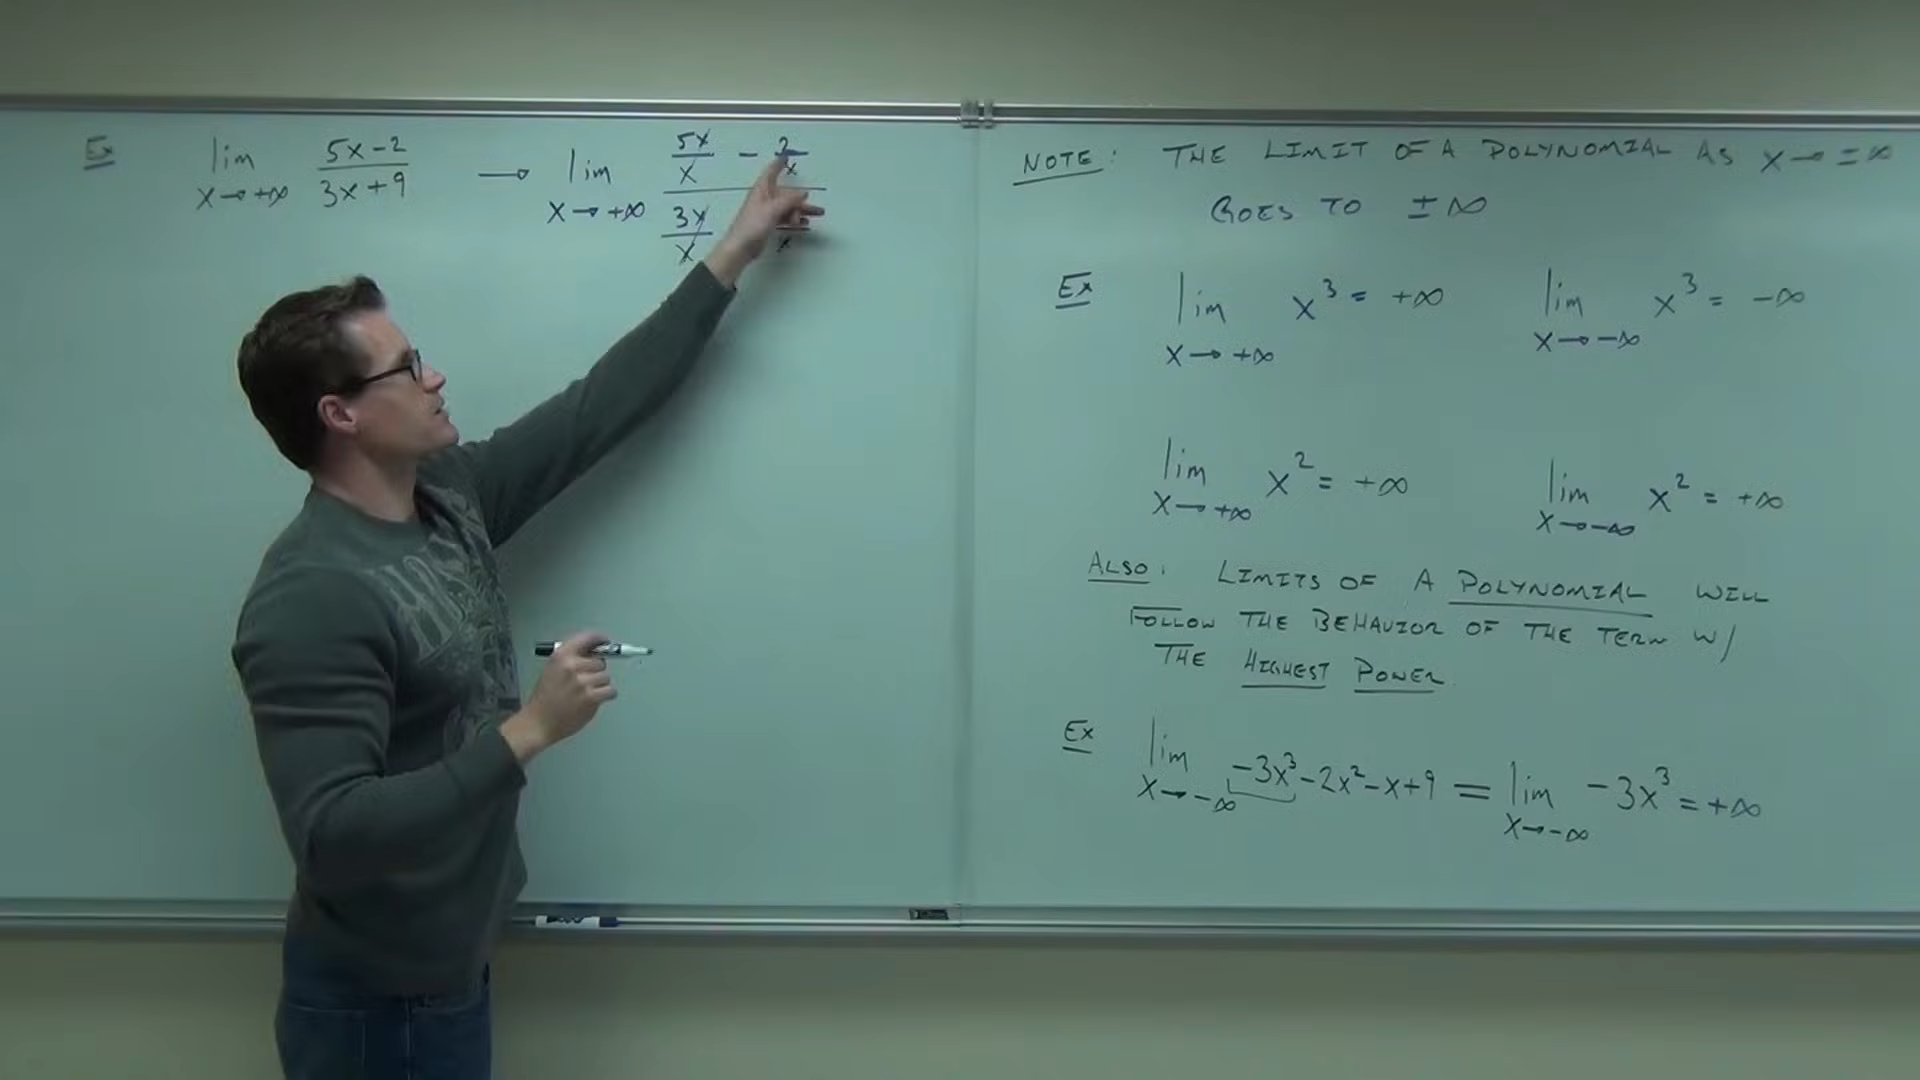 Ex
lim 5x-2 → lim 5x/x - 2/x
x→+∞ 3x+9 x→+∞ 3x/x x
NOTE: THE LIMIT OF A POLYNOMIAL AS x→±∞
GOES TO ±∞
Ex lim x³ = +∞ lim x³ = -∞
x→+∞ x→-∞
lim x² = +∞ lim x² = +∞
x→+∞ x→-∞
ALSO: LIMITS OF A POLYNOMIAL WILL
FOLLOW THE BEHAVIOR OF THE TERM W/
THE HIGHEST POWER.
Ex lim -3x³-2x²-x+9 = lim -3x³ = +∞
x→-∞ x→-∞